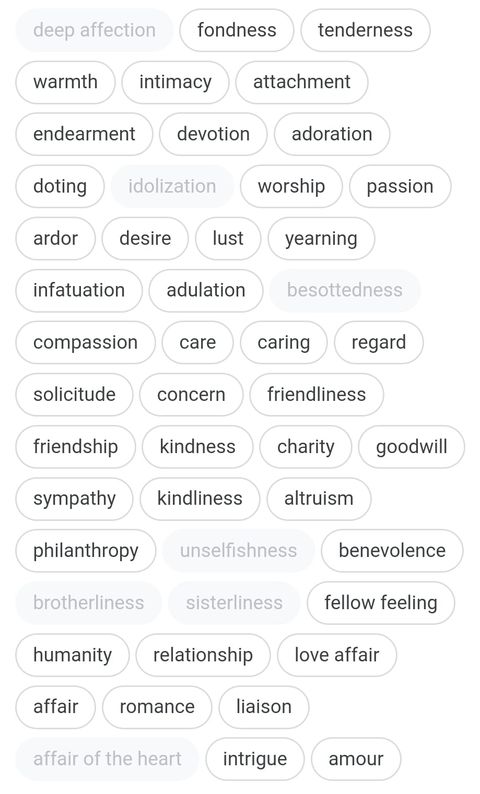 deep affection fondness tenderness
warmth intimacy attachment
endearment devotion adoration
doting idolization worship passion
ardor desire lust yearning
infatuation adulation besottedness
compassion care caring regard
solicitude concern friendliness
friendship kindness charity goodwill
sympathy kindliness altruism
philanthropy unselfishness benevolence
brotherliness sisterliness fellow feeling
humanity relationship love affair
affair romance liaison
affair of the heart intrigue amour